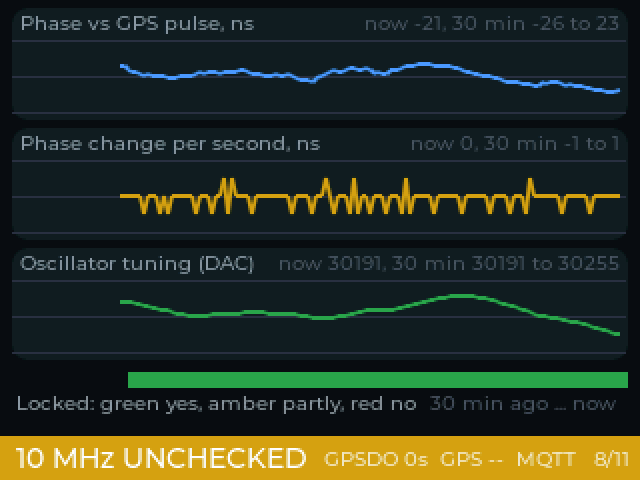 Phase vs GPS pulse, ns now -21, 30 min -26 to 23
Phase change per second, ns now 0, 30 min -1 to 1
Oscillator tuning (DAC) now 30191, 30 min 30191 to 30255
Locked: green yes, amber partly, red no 30 min ago ... now
10 MHz UNCHECKED GPSDO 0s GPS -- MQTT 8/11